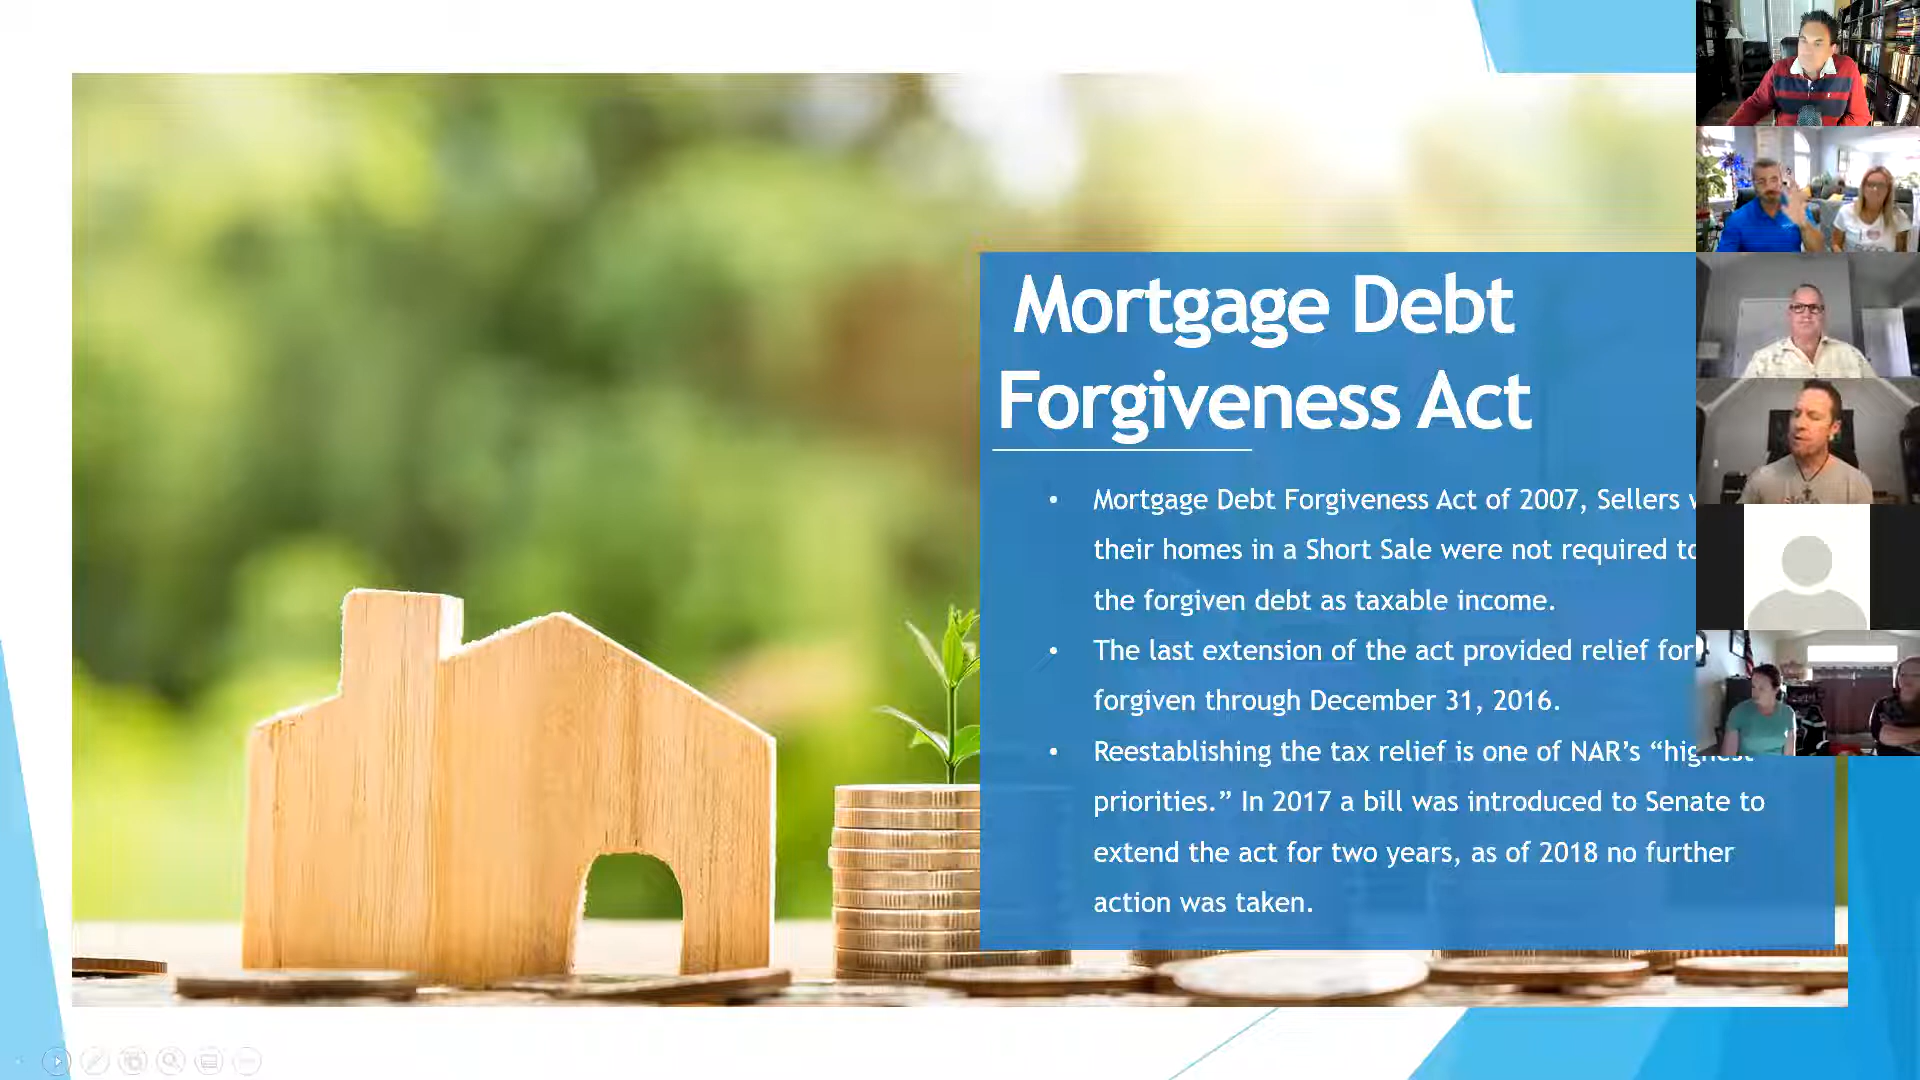 Mortgage Debt
Forgiveness Act
• Mortgage Debt Forgiveness Act of 2007, Sellers
their homes in a Short Sale were not required to
the forgiven debt as taxable income.
• The last extension of the act provided relief for
forgiven through December 31, 2016.
• Reestablishing the tax relief is one of NAR’s “highest
priorities.” In 2017 a bill was introduced to Senate to
extend the act for two years, as of 2018 no further
action was taken.